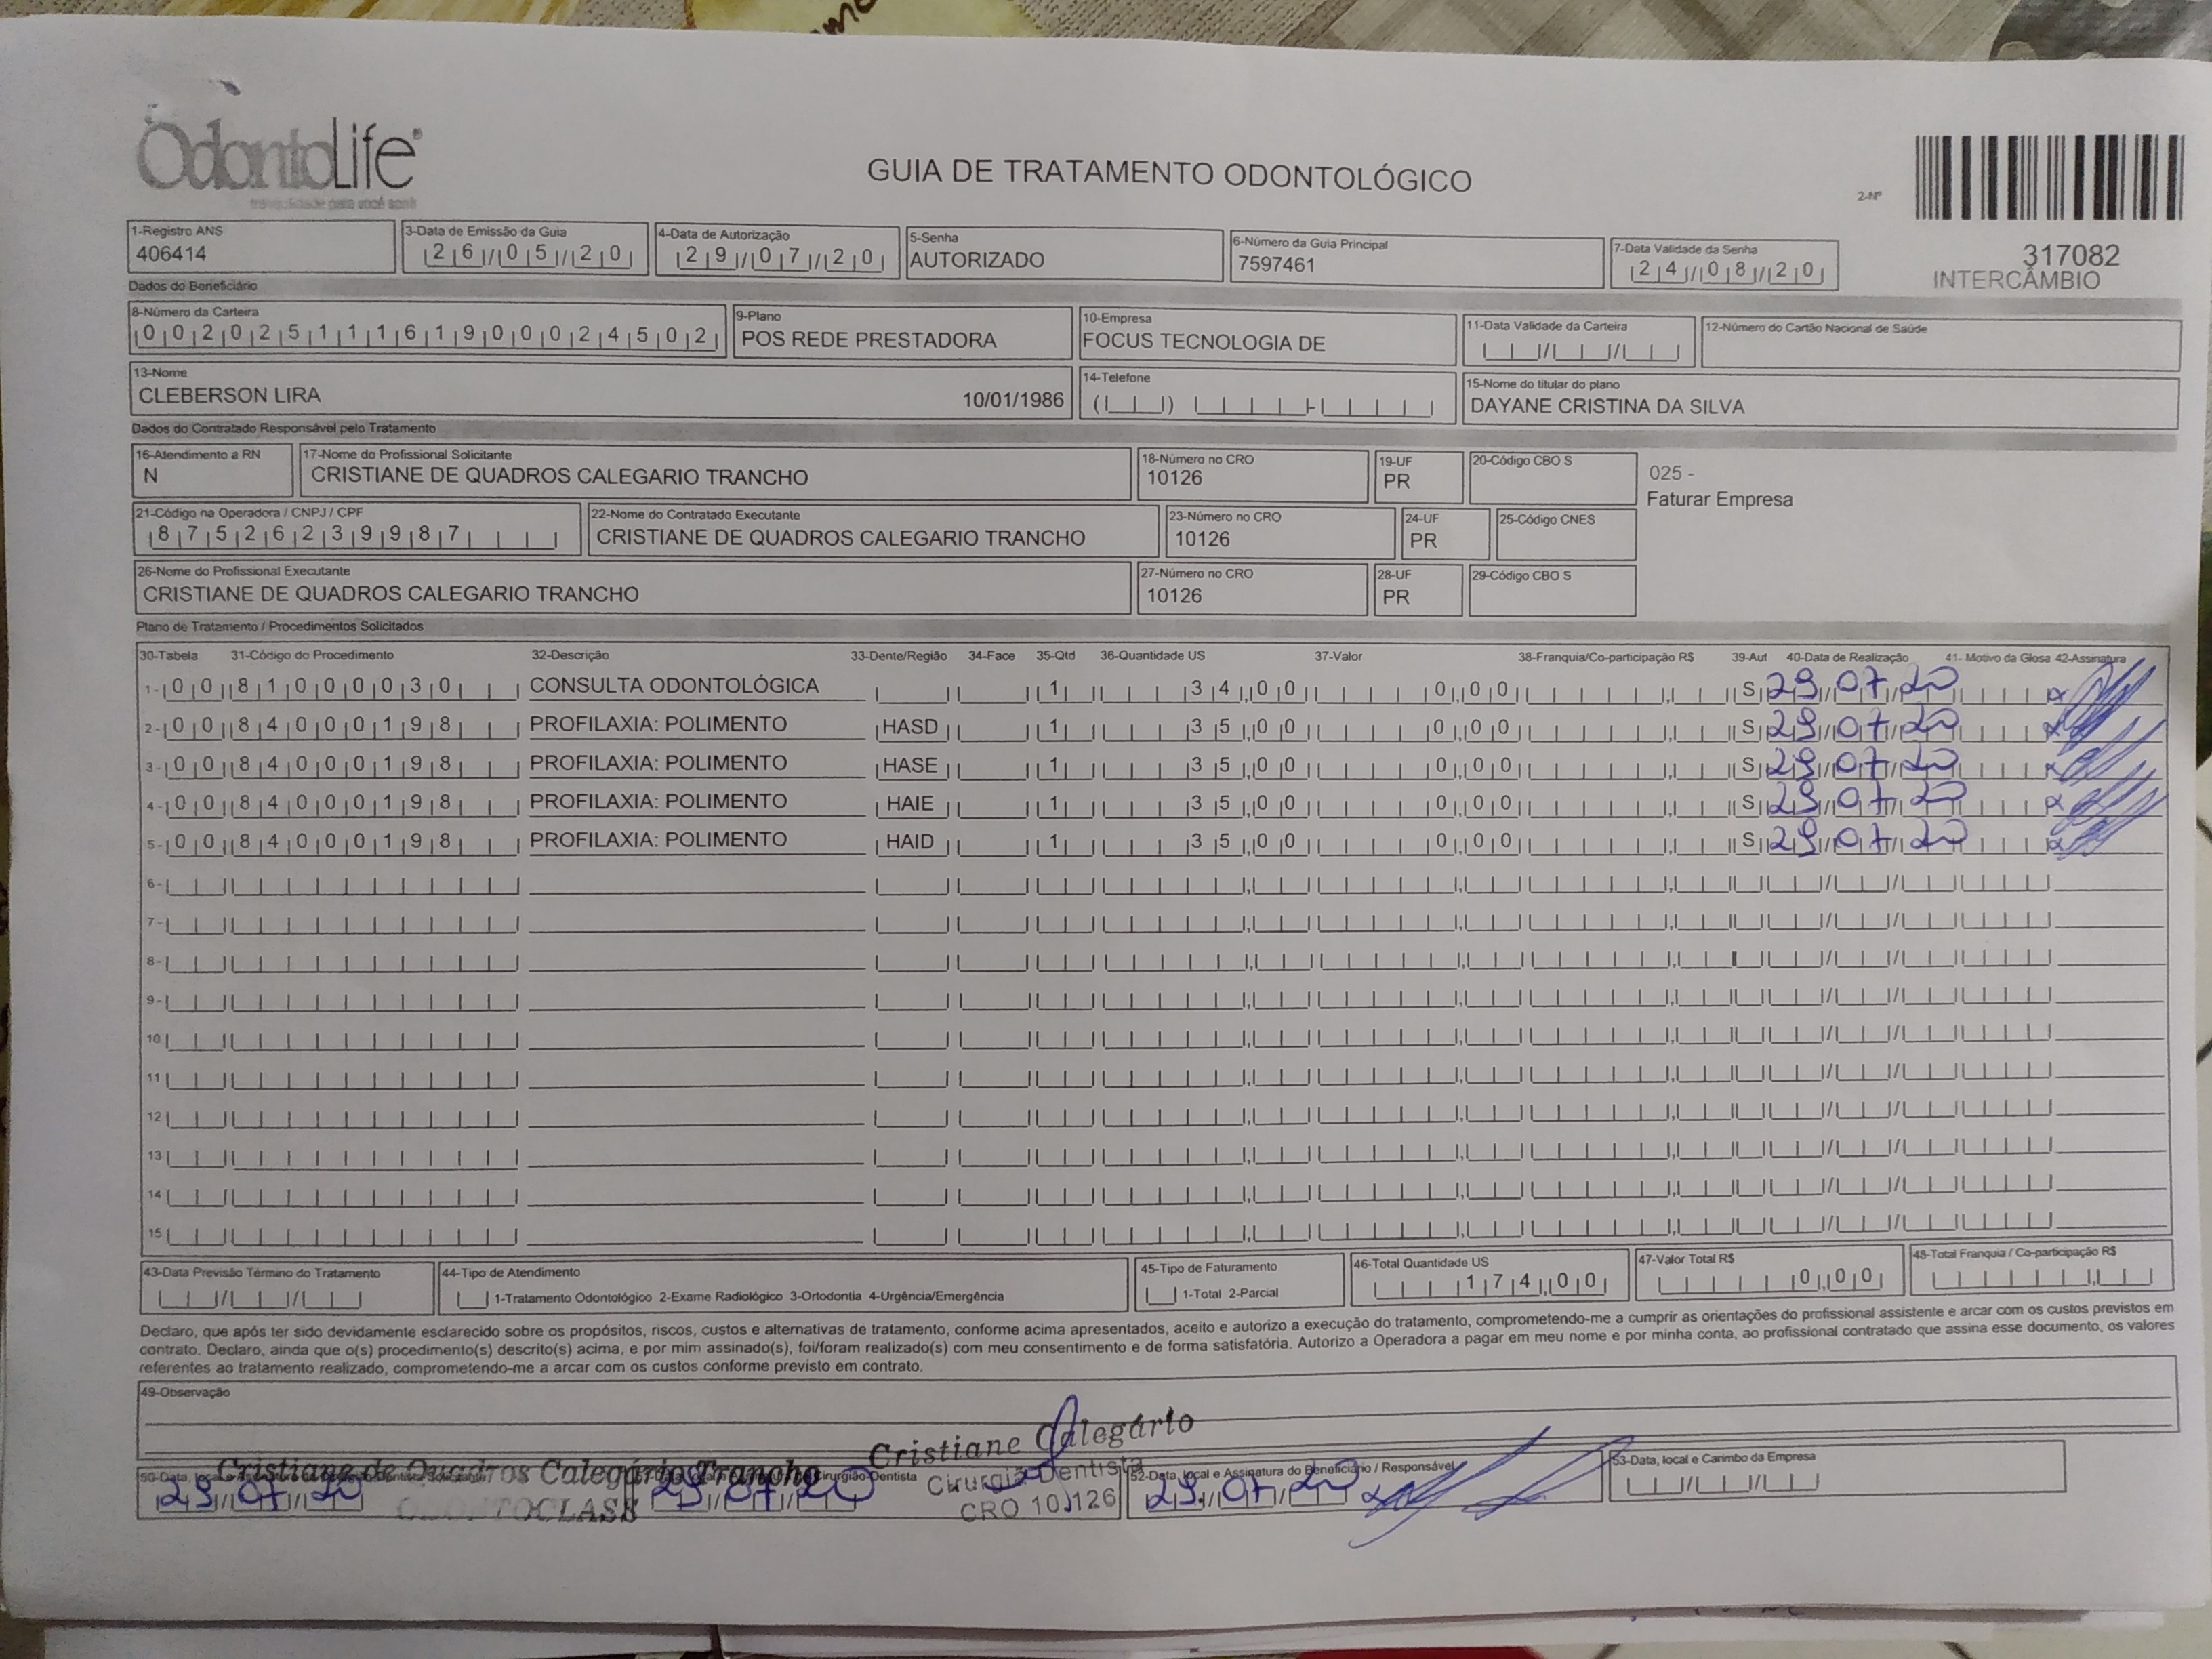 OdontoLife®
tranquilidade para você sorrir
GUIA DE TRATAMENTO ODONTOLÓGICO
2-Nº
317082
INTERCÂMBIO
1-Registro ANS
406414
3-Data de Emissão da Guia
26/05/20
4-Data de Autorização
29/07/20
5-Senha
AUTORIZADO
6-Número da Guia Principal
7597461
7-Data Validade da Senha
24/08/20
Dados do Beneficiário
8-Número da Carteira
00202511161900024502
9-Plano
POS REDE PRESTADORA
10-Empresa
FOCUS TECNOLOGIA DE
11-Data Validade da Carteira
12-Número do Cartão Nacional de Saúde
13-Nome
CLEBERSON LIRA 10/01/1986
14-Telefone
15-Nome do titular do plano
DAYANE CRISTINA DA SILVA
Dados do Contratado Responsável pelo Tratamento
16-Atendimento a RN
N
17-Nome do Profissional Solicitante
CRISTIANE DE QUADROS CALEGARIO TRANCHO
18-Número no CRO
10126
19-UF
PR
20-Código CBO S
025 -
Faturar Empresa
21-Código na Operadora / CNPJ / CPF
87526239987
22-Nome do Contratado Executante
CRISTIANE DE QUADROS CALEGARIO TRANCHO
23-Número no CRO
10126
24-UF
PR
25-Código CNES
26-Nome do Profissional Executante
CRISTIANE DE QUADROS CALEGARIO TRANCHO
27-Número no CRO
10126
28-UF
PR
29-Código CBO S
Plano de Tratamento / Procedimentos Solicitados
30-Tabela 31-Código do Procedimento 32-Descrição 33-Dente/Região 34-Face 35-Qtd 36-Quantidade US 37-Valor 38-Franquia/Co-participação R$ 39-Aut 40-Data de Realização 41- Motivo da Glosa 42-Assinatura
1- 00 81000030 CONSULTA ODONTOLÓGICA 1 34,00 0,00 S 29/07/20
2- 00 84000198 PROFILAXIA: POLIMENTO HASD 1 35,00 0,00 S 29/07/20
3- 00 84000198 PROFILAXIA: POLIMENTO HASE 1 35,00 0,00 S 29/07/20
4- 00 84000198 PROFILAXIA: POLIMENTO HAIE 1 35,00 0,00 S 29/07/20
5- 00 84000198 PROFILAXIA: POLIMENTO HAID 1 35,00 0,00 S 29/07/20
6-
7-
8-
9-
10
11
12
13
14
15
43-Data Previsão Término do Tratamento
44-Tipo de Atendimento
1-Tratamento Odontológico 2-Exame Radiológico 3-Ortodontia 4-Urgência/Emergência
45-Tipo de Faturamento
1-Total 2-Parcial
46-Total Quantidade US
174,00
47-Valor Total R$
0,00
48-Total Franquia / Co-participação R$
Declaro, que após ter sido devidamente esclarecido sobre os propósitos, riscos, custos e alternativas de tratamento, conforme acima apresentados, aceito e autorizo a execução do tratamento, comprometendo-me a cumprir as orientações do profissional assistente e arcar com os custos previstos em
contrato. Declaro, ainda que o(s) procedimento(s) descrito(s) acima, e por mim assinado(s), foi/foram realizado(s) com meu consentimento e de forma satisfatória. Autorizo a Operadora a pagar em meu nome e por minha conta, ao profissional contratado que assina esse documento, os valores
referentes ao tratamento realizado, comprometendo-me a arcar com os custos conforme previsto em contrato.
49-Observação
Cristiane Calegário
Cirurgiã Dentista
CRO 10.126
Cristiane de Quadros Calegário Trancho
ODONTOCLASS
29/07/20
Cirurgião-Dentista
29/07/20
52-Data, local e Assinatura do Beneficiário / Responsável
29/07/20
53-Data, local e Carimbo da Empresa